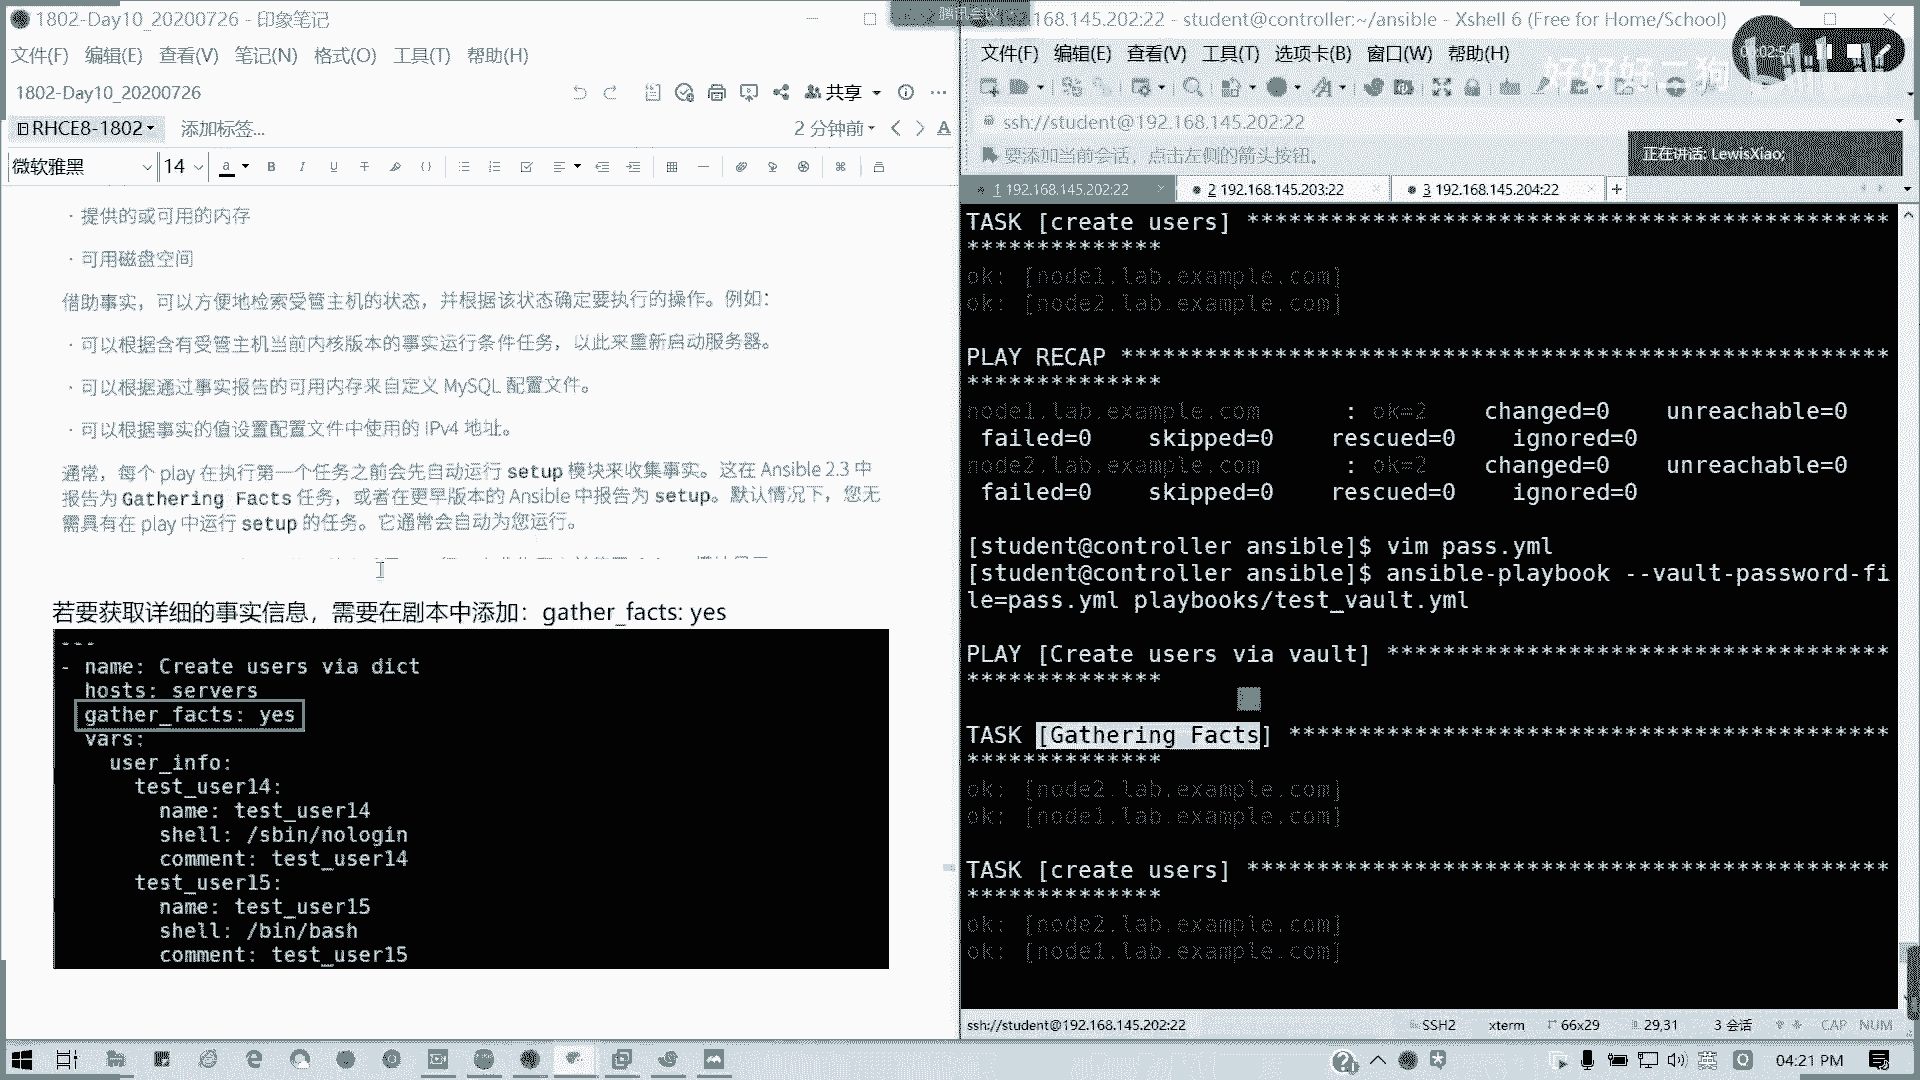 1802-Day10_20200726 - 印象笔记
文件(F) 编辑(E) 查看(V) 笔记(N) 格式(O) 工具(T) 帮助(H)
1802-Day10_20200726
共享
RHCE8-1802
添加标签...
2 分钟前
微软雅黑
14
· 提供的或可用的内存
· 可用磁盘空间
借助事实，可以方便地检索受管主机的状态，并根据该状态确定要执行的操作。例如：
· 可以根据含有受管主机当前内核版本的事实运行条件任务，以此来重新启动服务器。
· 可以根据通过事实报告的可用内存来自定义 MySQL 配置文件。
· 可以根据事实的值设置配置文件中使用的 IPv4 地址。
通常，每个 play 在执行第一个任务之前会先自动运行 setup 模块来收集事实。这在 Ansible 2.3 中
报告为 Gathering Facts 任务，或者在更早版本的 Ansible 中报告为 setup。默认情况下，您无
需具有在 play 中运行 setup 的任务。它通常会自动为您运行。
若要获取详细的事实信息，需要在剧本中添加：gather_facts: yes
---
- name: Create users via dict
hosts: servers
gather_facts: yes
vars:
user_info:
test_user14:
name: test_user14
shell: /sbin/nologin
comment: test_user14
test_user15:
name: test_user15
shell: /bin/bash
comment: test_user15
腾讯会议
168.145.202:22 - student@controller:~/ansible - Xshell 6 (Free for Home/School)
文件(F) 编辑(E) 查看(V) 工具(T) 选项卡(B) 窗口(W) 帮助(H)
02:54
好好好二狗
ssh://student@192.168.145.202:22
要添加当前会话，点击左侧的箭头按钮。
正在讲话: LewisXiao;
1 192.168.145.202:22
2 192.168.145.203:22
3 192.168.145.204:22
TASK [create users] ***********************************************
**************
ok: [node1.lab.example.com]
ok: [node2.lab.example.com]
PLAY RECAP ********************************************************
**************
node1.lab.example.com : ok=2 changed=0 unreachable=0
failed=0 skipped=0 rescued=0 ignored=0
node2.lab.example.com : ok=2 changed=0 unreachable=0
failed=0 skipped=0 rescued=0 ignored=0
[student@controller ansible]$ vim pass.yml
[student@controller ansible]$ ansible-playbook --vault-password-fi
le=pass.yml playbooks/test_vault.yml
PLAY [Create users via vault] *************************************
**************
TASK [Gathering Facts] ********************************************
**************
ok: [node2.lab.example.com]
ok: [node1.lab.example.com]
TASK [create users] ***********************************************
**************
ok: [node2.lab.example.com]
ok: [node1.lab.example.com]
ssh://student@192.168.145.202:22
SSH2
xterm
66x29
29,31
3 会话
CAP NUM
英
04:21 PM